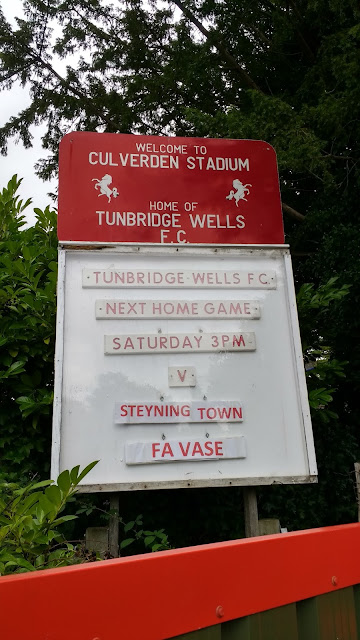 WELCOME TO
CULVERDEN STADIUM
HOME OF
TUNBRIDGE WELLS
F.C.
TUNBRIDGE WELLS F.C.
NEXT HOME GAME
SATURDAY 3PM
V
STEYNING TOWN
FA VASE